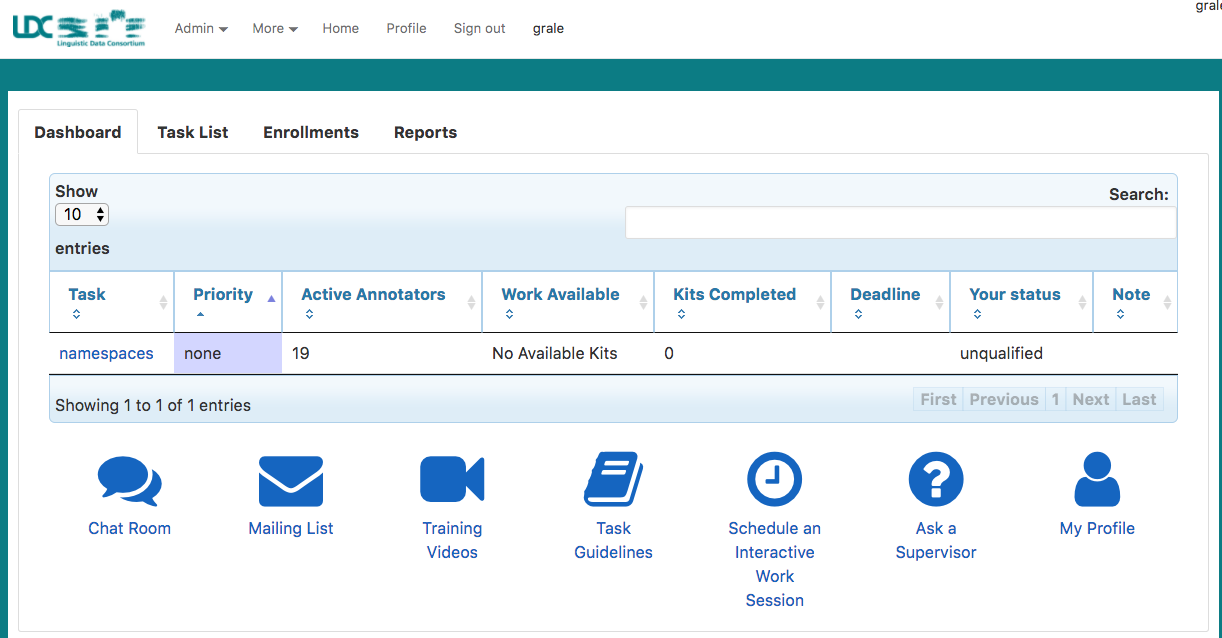 grale
LDC
Linguistic Data Consortium
Admin More Home Profile Sign out grale
Dashboard Task List Enrollments Reports
Show
10
entries
Search:
Task Priority Active Annotators Work Available Kits Completed Deadline Your status Note
namespaces none 19 No Available Kits 0 unqualified
Showing 1 to 1 of 1 entries
First Previous 1 Next Last
Chat Room
Mailing List
Training
Videos
Task
Guidelines
Schedule an
Interactive
Work
Session
Ask a
Supervisor
My Profile